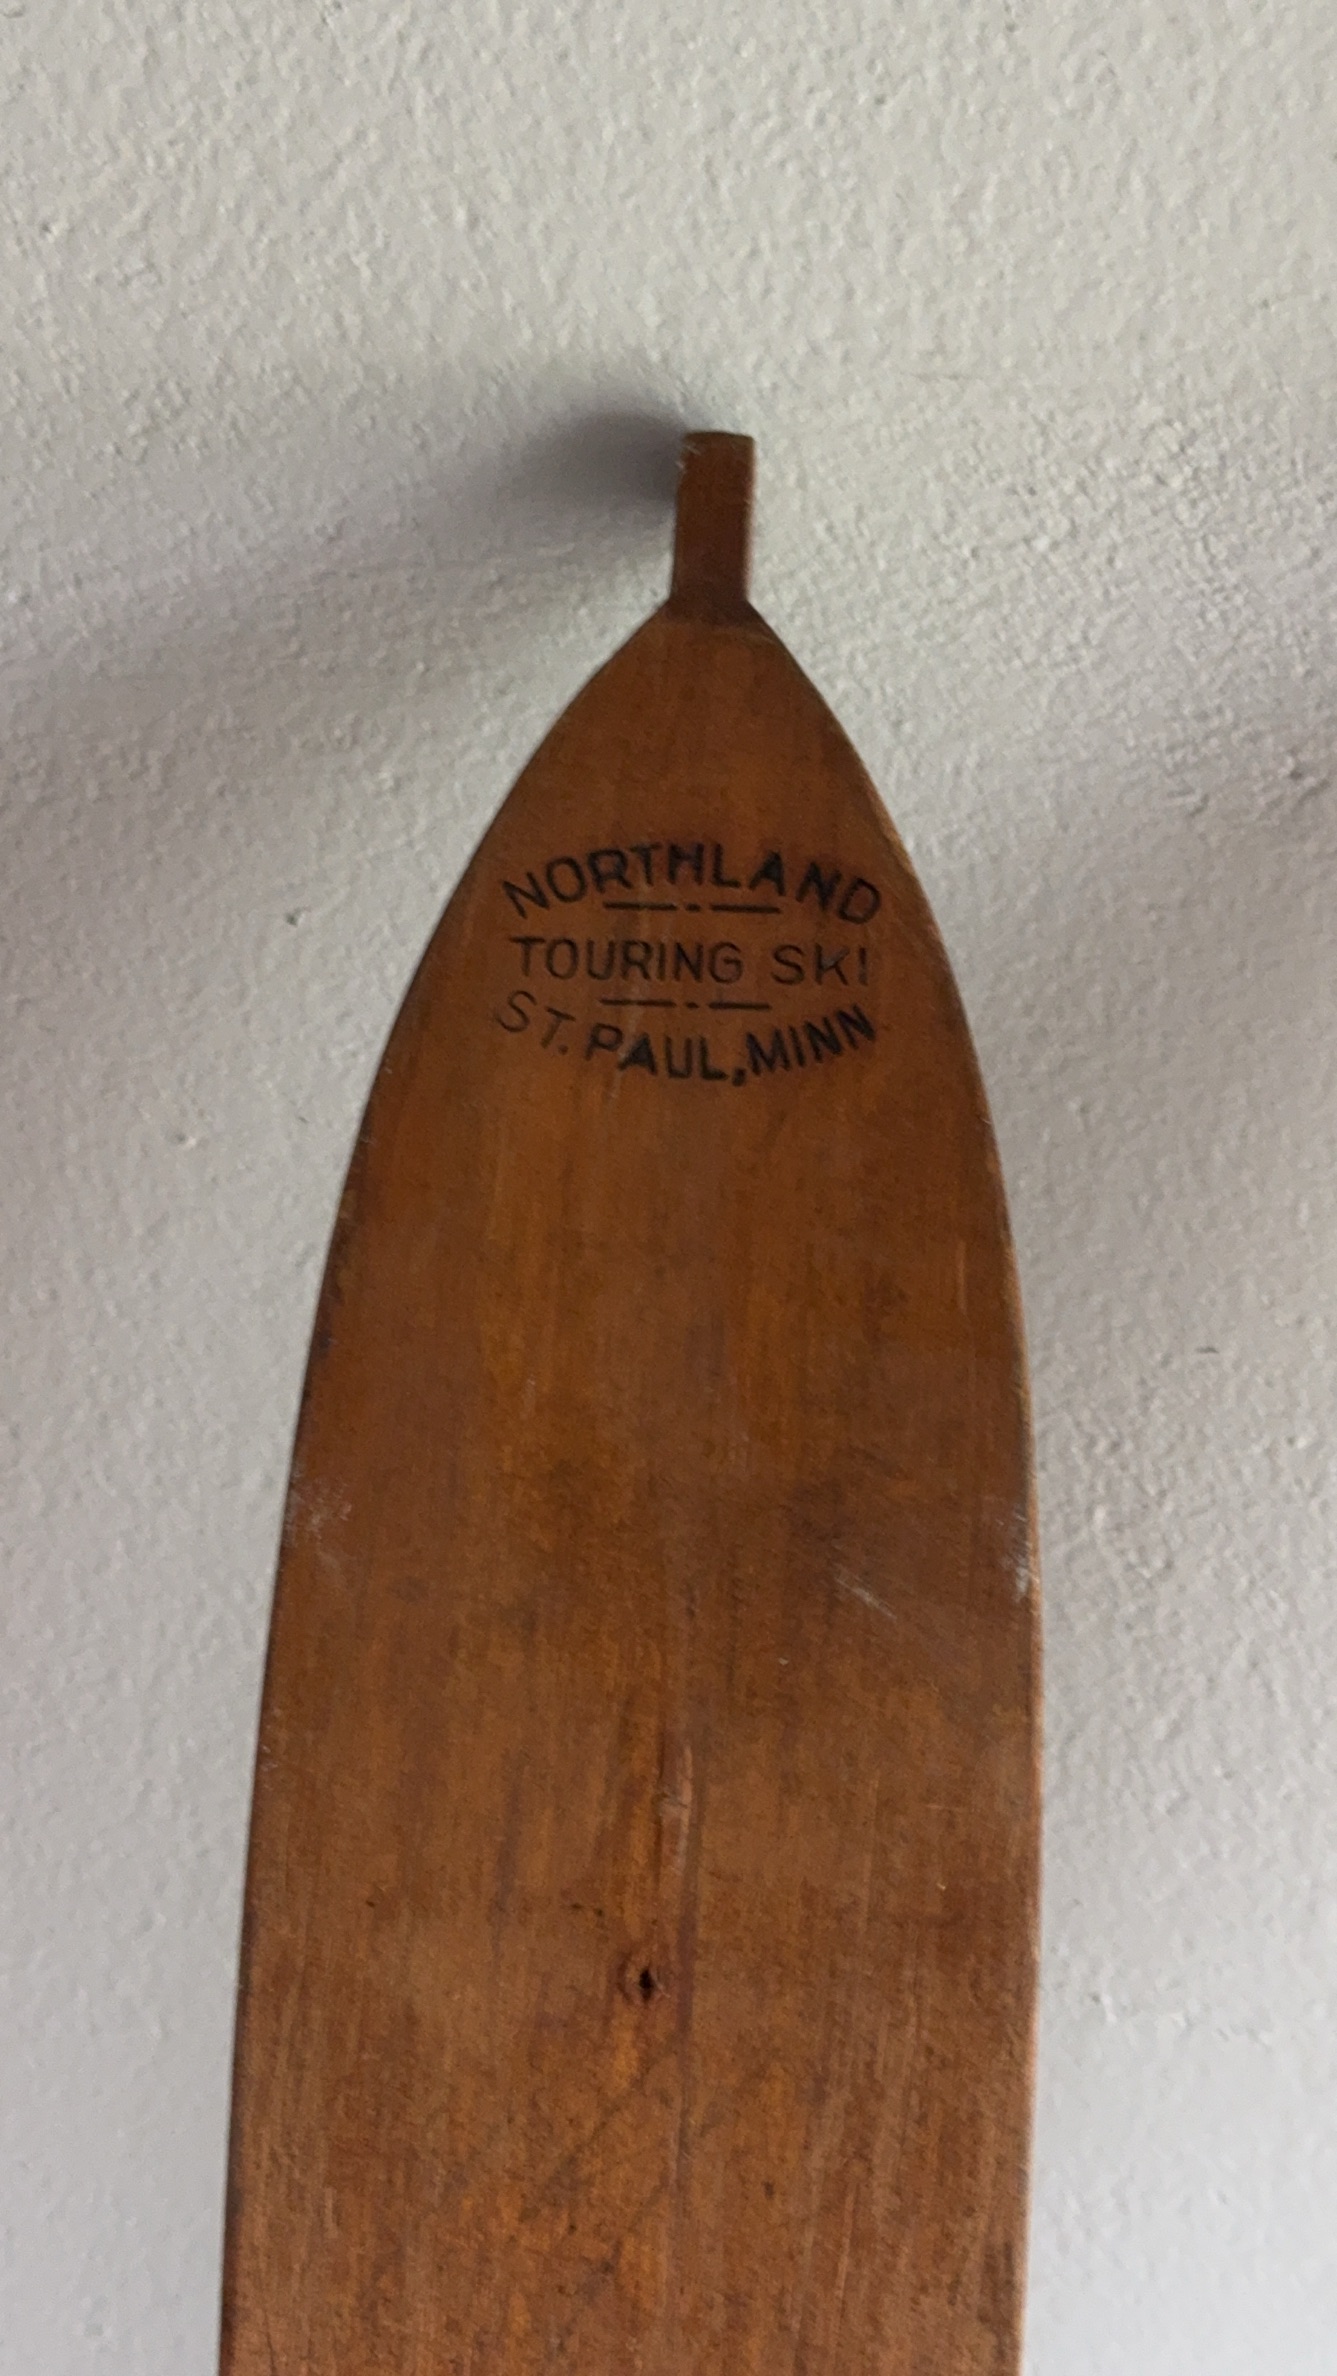 NORTHLAND
TOURING SKI
ST. PAUL, MINN